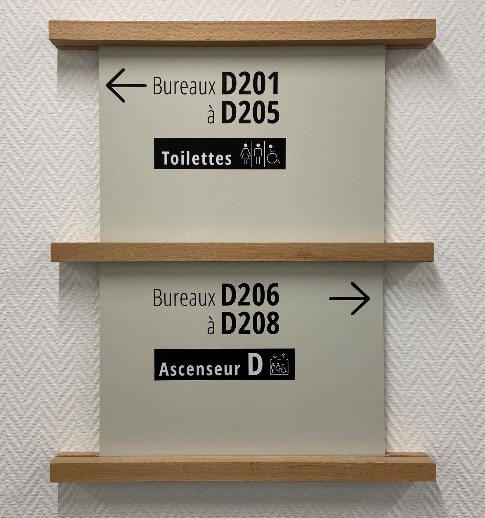 Bureaux D201
à D205
Toilettes
Bureaux D206
à D208
Ascenseur D